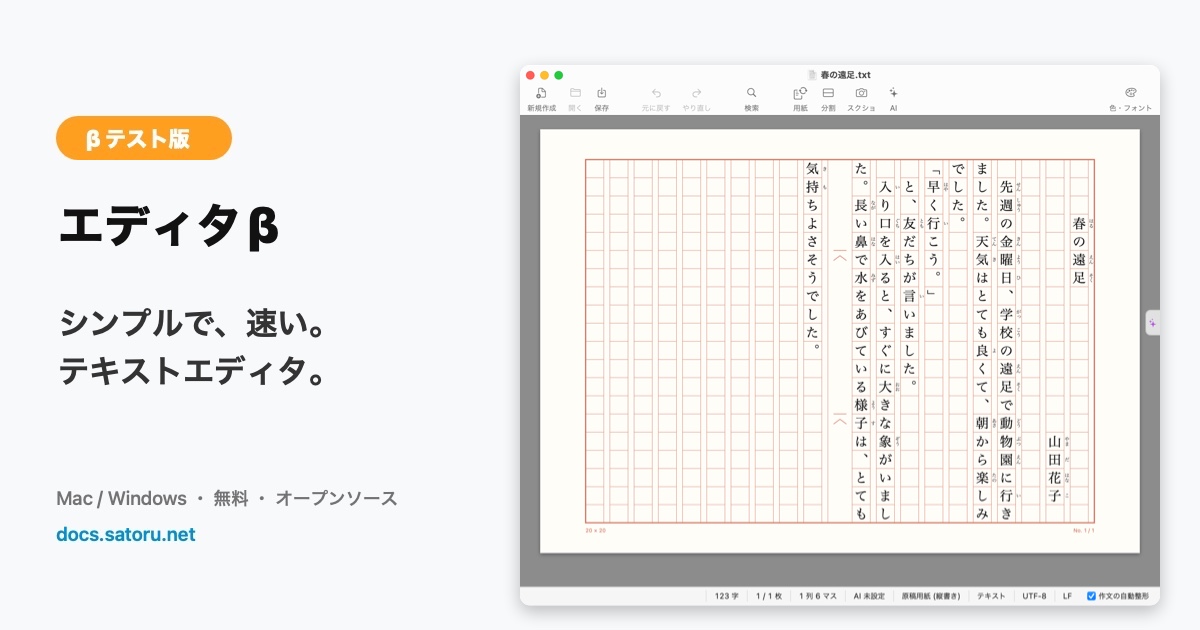 βテスト版
エディタβ
シンプルで、速い。
テキストエディタ。
Mac / Windows ・ 無料 ・ オープンソース
docs.satoru.net
春の遠足.txt
新規作成 開く 保存 元に戻す やり直し 検索 用紙 分割 スクショ AI 色・フォント
春の遠足
山田花子
先週の金曜日、学校の遠足で動物園に行き
ました。天気はとても良くて、朝から楽しみ
でした。
「早く行こう。」
と、友だちが言いました。
入り口を入ると、すぐに大きな象がいまし
た。長い鼻で水をあびている様子は、とても
気持ちよさそうでした。
20 x 20
No. 1 / 1
123 字 1 / 1 枚 1 列 6 マス AI 未設定 原稿用紙 (縦書き) テキスト UTF-8 LF 作文の自動整形